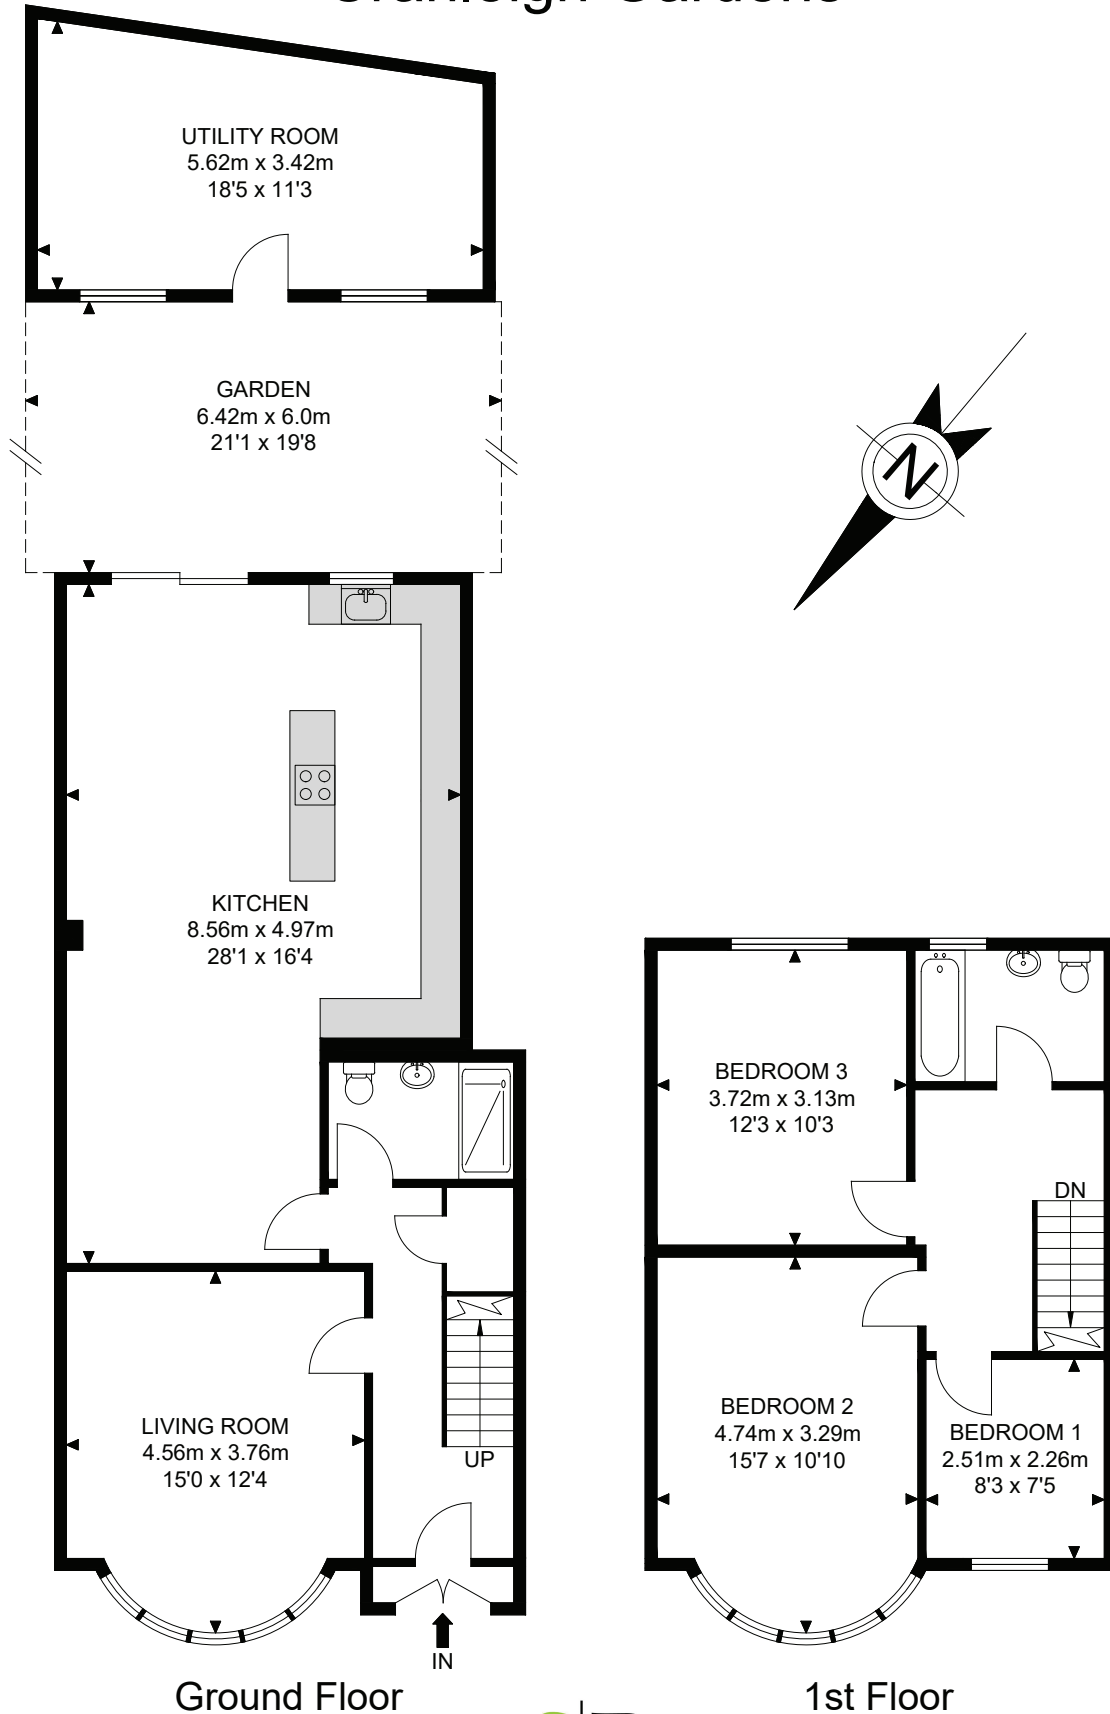 UTILITY ROOM
5.62m x 3.42m
18'5 x 11'3
GARDEN
6.42m x 6.0m
21'1 x 19'8
N
KITCHEN
8.56m x 4.97m
28'1 x 16'4
BEDROOM 3
3.72m x 3.13m
12'3 x 10'3
DN
LIVING ROOM
4.56m x 3.76m
15'0 x 12'4
UP
BEDROOM 2
4.74m x 3.29m
15'7 x 10'10
BEDROOM 1
2.51m x 2.26m
8'3 x 7'5
IN
Ground Floor
1st Floor